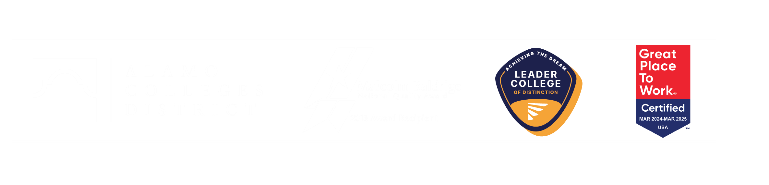 ACHIEVING THE DREAM
LEADER
COLLEGE
OF DISTINCTION
Great
Place
To
Work
Certified
MAR 2024-MAR 2025
USA